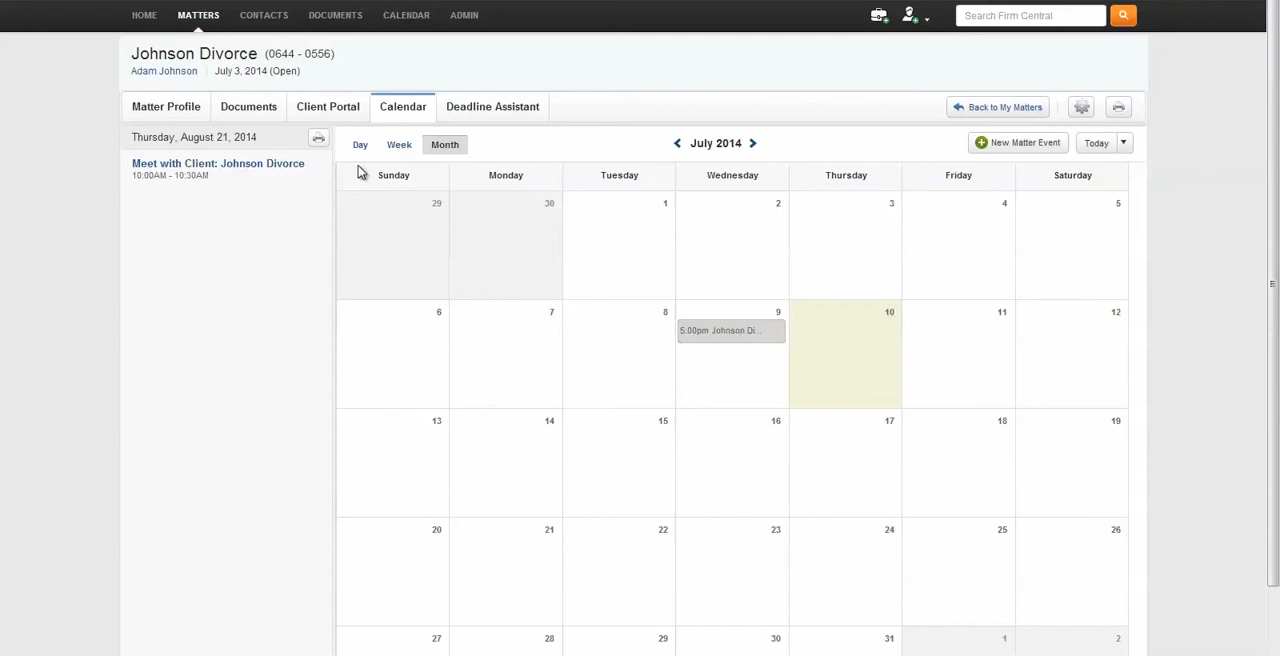 HOME MATTERS CONTACTS DOCUMENTS CALENDAR ADMIN Search Firm Central
Johnson Divorce (0644 - 0556)
Adam Johnson July 3, 2014 (Open)
Matter Profile Documents Client Portal Calendar Deadline Assistant Back to My Matters
Thursday, August 21, 2014
Meet with Client: Johnson Divorce
10:00AM - 10:30AM
Day Week Month July 2014 New Matter Event Today
Sunday Monday Tuesday Wednesday Thursday Friday Saturday
29 30 1 2 3 4 5
6 7 8 9 10 11 12
5:00pm Johnson Di...
13 14 15 16 17 18 19
20 21 22 23 24 25 26
27 28 29 30 31 1 2